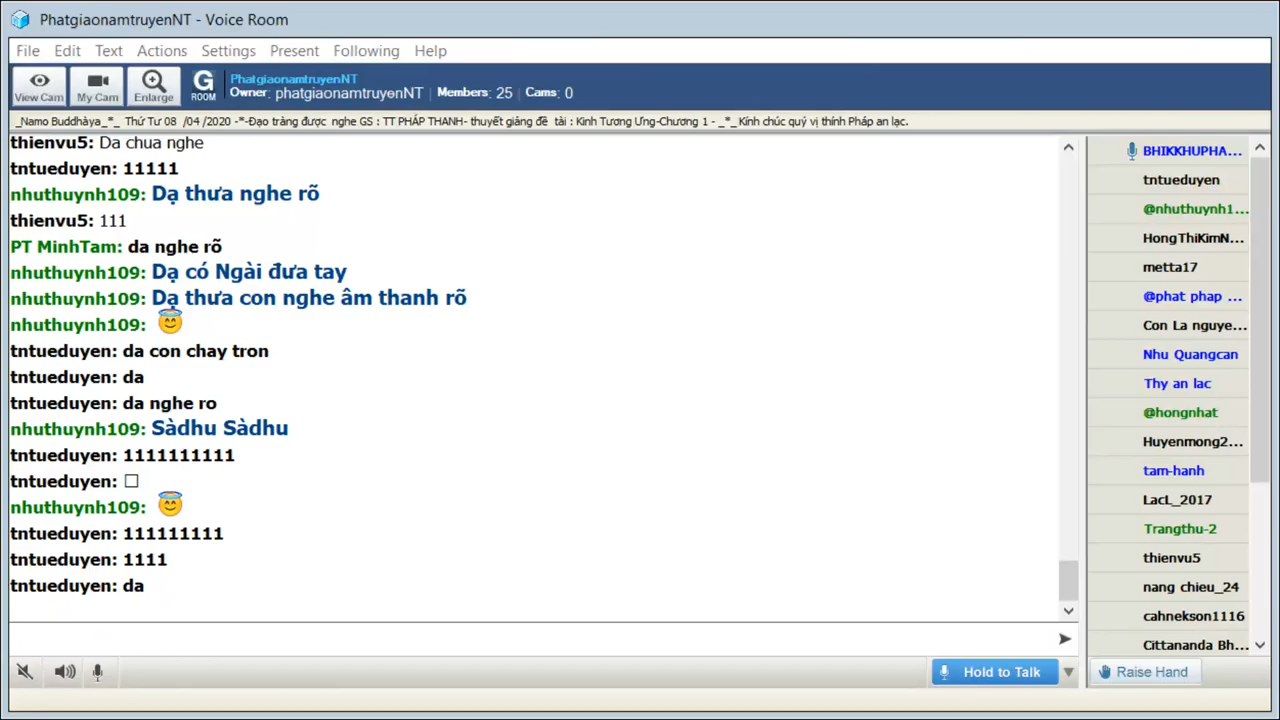 PhatgiaonamtruyenNT - Voice Room
File Edit Text Actions Settings Present Following Help
View Cam My Cam Enlarge G ROOM
PhatgiaonamtruyenNT
Owner: phatgiaonamtruyenNT Members: 25 Cams: 0
_Namo Buddhàya_*_ Thứ Tư 08 /04 /2020 -*-Đạo tràng được nghe GS : TT PHÁP THANH- thuyết giảng đề tài : Kinh Tương Ưng-Chương 1 - _*_ Kính chúc quý vị thính Pháp an lạc.
thienvu5: Da chua nghe
tntueduyen: 11111
nhuthuynh109: Dạ thưa nghe rõ
thienvu5: 111
PT MinhTam: da nghe rõ
nhuthuynh109: Dạ có Ngài đưa tay
nhuthuynh109: Dạ thưa con nghe âm thanh rõ
nhuthuynh109: 😇
tntueduyen: da con chay tron
tntueduyen: da
tntueduyen: da nghe ro
nhuthuynh109: Sàdhu Sàdhu
tntueduyen: 1111111111
tntueduyen: □
nhuthuynh109: 😇
tntueduyen: 111111111
tntueduyen: 1111
tntueduyen: da
BHIKKHUPHA...
tntueduyen
@nhuthuynh1...
HongThiKimN...
metta17
@phat phap ...
Con La nguye...
Nhu Quangcan
Thy an lac
@hongnhat
Huyenmong2...
tam-hanh
LacL_2017
Trangthu-2
thienvu5
nang chieu_24
cahnekson1116
Cittananda Bh...
Hold to Talk
Raise Hand